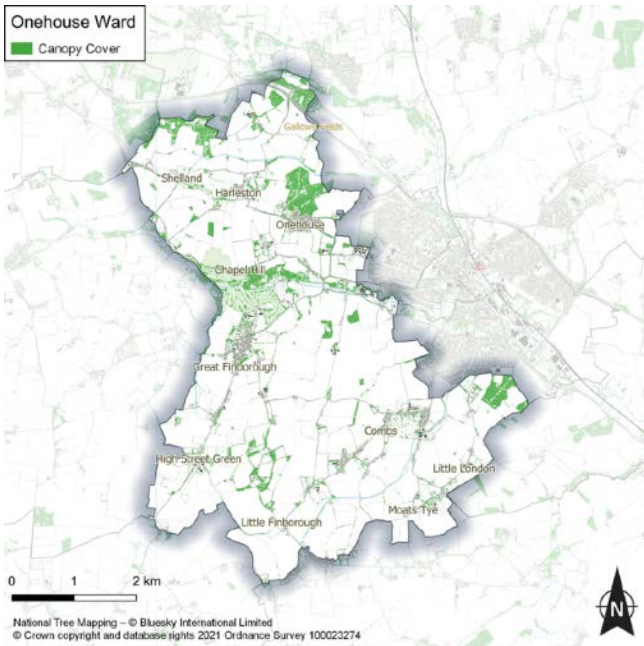 Onehouse Ward
Canopy Cover
Gallows Fields
Shelland
Harleston
Onehouse
Chapel Hill
Great Finborough
Combs
High Street Green
Little London
Moats Tye
Little Finborough
0 1 2 km
N
National Tree Mapping – © Bluesky International Limited
© Crown copyright and database rights 2021 Ordnance Survey 100023274